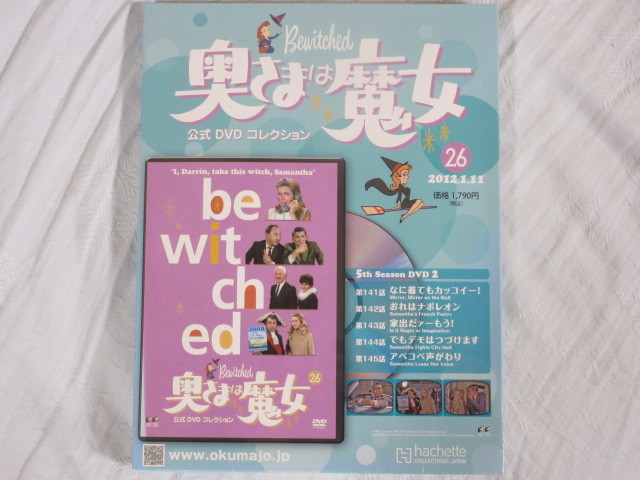 Bewitched
奥さまは魔女
公式 DVD コレクション
26
2012.1.11
価格 1,790円
(税込)
'I, Darrin, take this witch, Samantha'
be
wit
ch
ed
Bewitched
奥さまは魔女
26
公式 DVD コレクション
DVD
5th Season DVD 2
第141話 なに着てもカッコイー!
Mirror, Mirror on the Wall
第142話 おれはナポレオン
Samantha's French Pastry
第143話 家出だァーもう!
Is it Magic or Imagination
第144話 でもデモはつづけます
Samantha Fights City Hall
第145話 アベコベ声がわり
Samantha Loses Her Voice
www.okumajo.jp
hachette
COLLECTIONS JAPAN